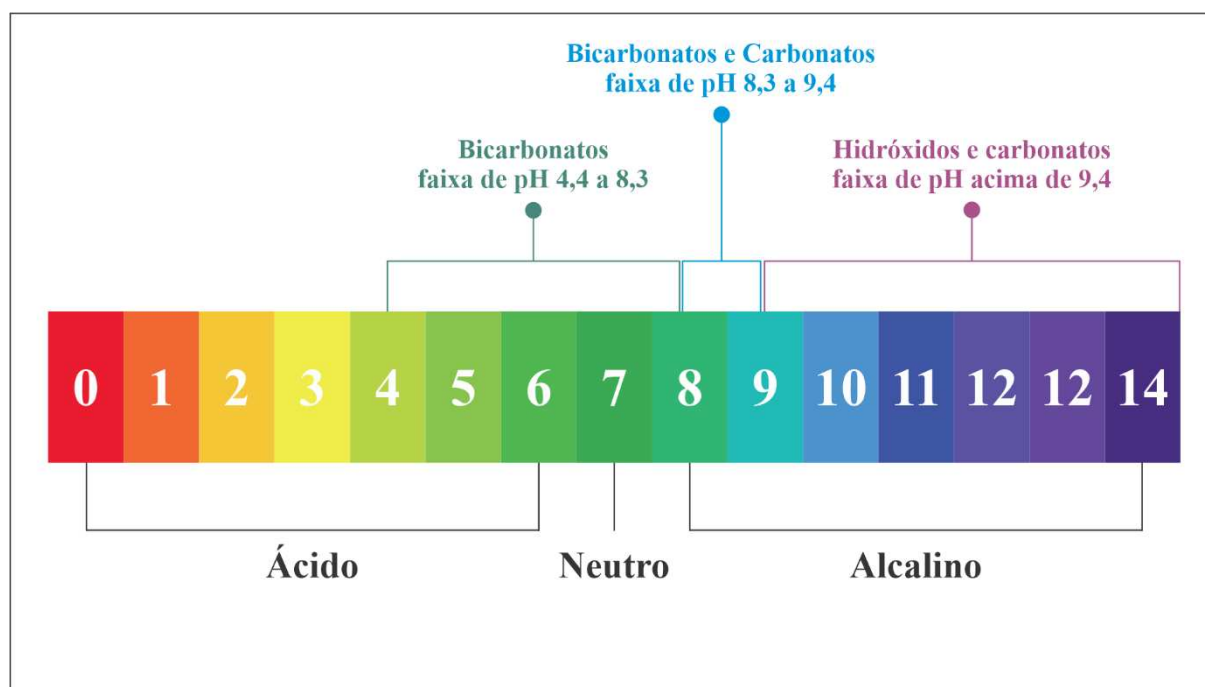 Bicarbonatos e Carbonatos
faixa de pH 8,3 a 9,4
Bicarbonatos
faixa de pH 4,4 a 8,3
Hidróxidos e carbonatos
faixa de pH acima de 9,4
0 1 2 3 4 5 6 7 8 9 10 11 12 12 14
Ácido Neutro Alcalino